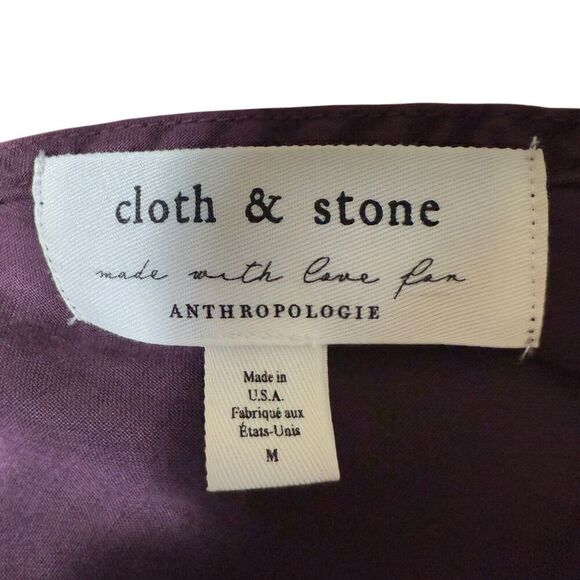 cloth & stone
made with love for
ANTHROPOLOGIE
Made in
U.S.A.
Fabriqué aux
États-Unis
M